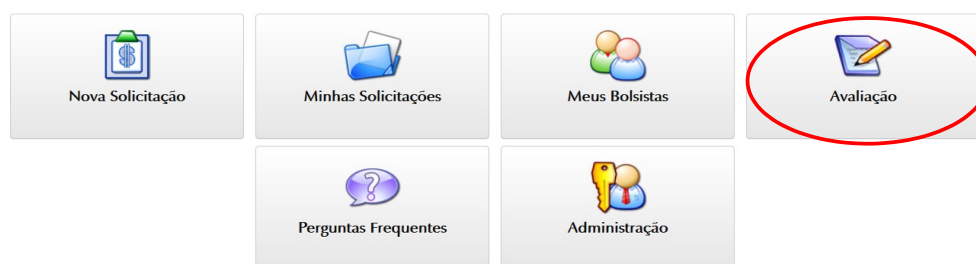 Nova Solicitação
Minhas Solicitações
Meus Bolsistas
Avaliação
Perguntas Frequentes
Administração